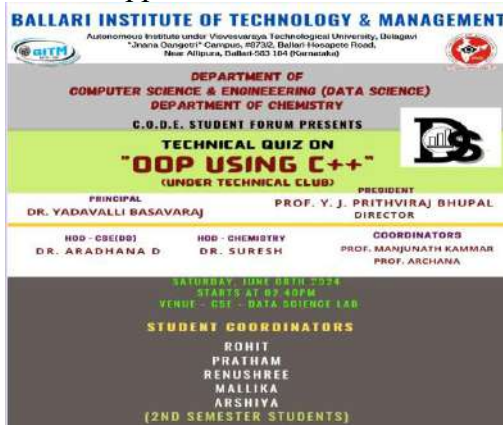 BALLARI INSTITUTE OF TECHNOLOGY & MANAGEMENT
Autonomous Institute under Visvesvaraya Technological University, Belagavi
"Jnana Gangotri" Campus, #873/2, Ballari-Hosapete Road,
Near Allipura, Ballari-583 104 (Karnataka)
BITM
DEPARTMENT OF
COMPUTER SCIENCE & ENGINEEERING (DATA SCIENCE)
DEPARTMENT OF CHEMISTRY
C.O.D.E. STUDENT FORUM PRESENTS
TECHNICAL QUIZ ON
"OOP USING C++"
(UNDER TECHNICAL CLUB)
DS
PRINCIPAL
DR. YADAVALLI BASAVARAJ
PRESIDENT
PROF. Y. J. PRITHVIRAJ BHUPAL
DIRECTOR
HOD - CSE(DS)
DR. ARADHANA D
HOD - CHEMISTRY
DR. SURESH
COORDINATORS
PROF. MANJUNATH KAMMAR
PROF. ARCHANA
SATURDAY, JUNE 08TH 2024
STARTS AT 02.40PM
VENUE - CSE - DATA SCIENCE LAB
STUDENT COORDINATORS
ROHIT
PRATHAM
RENUSHREE
MALLIKA
ARSHIYA
(2ND SEMESTER STUDENTS)